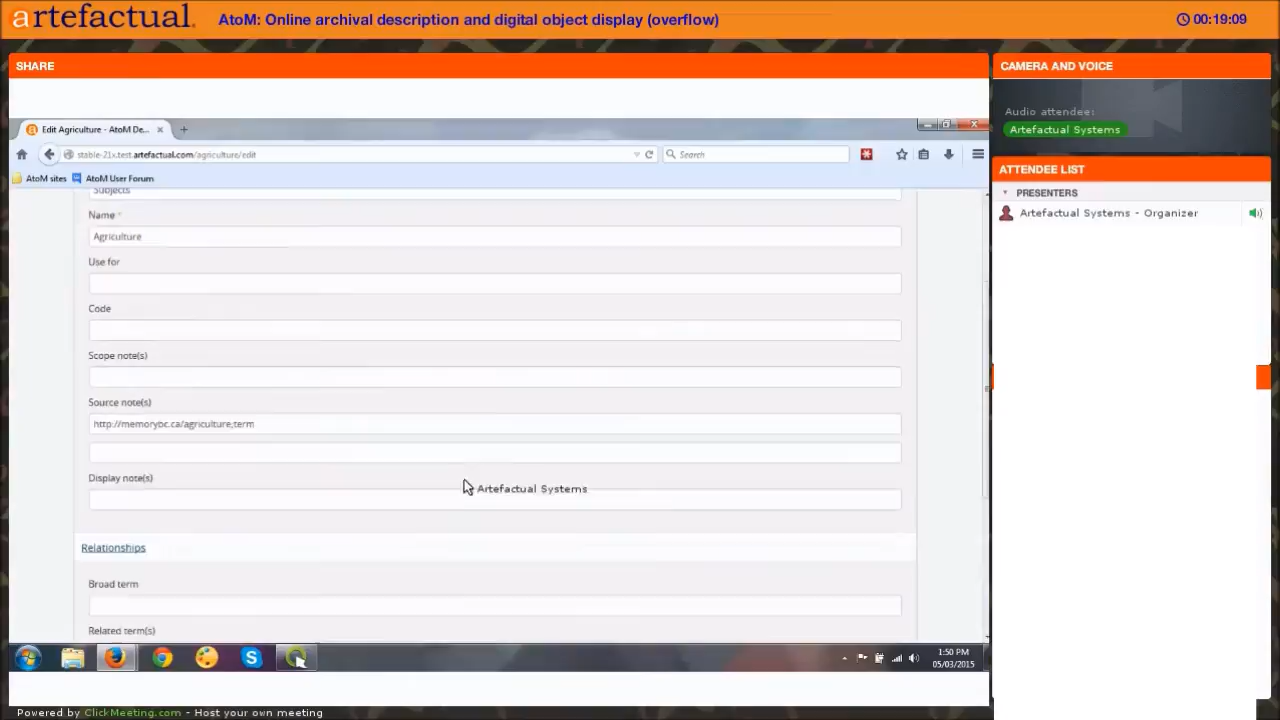 artefactual.
AtoM: Online archival description and digital object display (overflow)
00:19:09
SHARE
CAMERA AND VOICE
Audio attendee:
Artefactual Systems
ATTENDEE LIST
PRESENTERS
Artefactual Systems - Organizer
Edit Agriculture - AtoM De...
stable-21x.test.artefactual.com/agriculture/edit
Search
AtoM sites
AtoM User Forum
Subjects
Name *
Agriculture
Use for
Code
Scope note(s)
Source note(s)
http://memorybc.ca/agriculture;term
Display note(s)
Artefactual Systems
Relationships
Broad term
Related term(s)
1:50 PM
05/03/2015
Powered by ClickMeeting.com - Host your own meeting